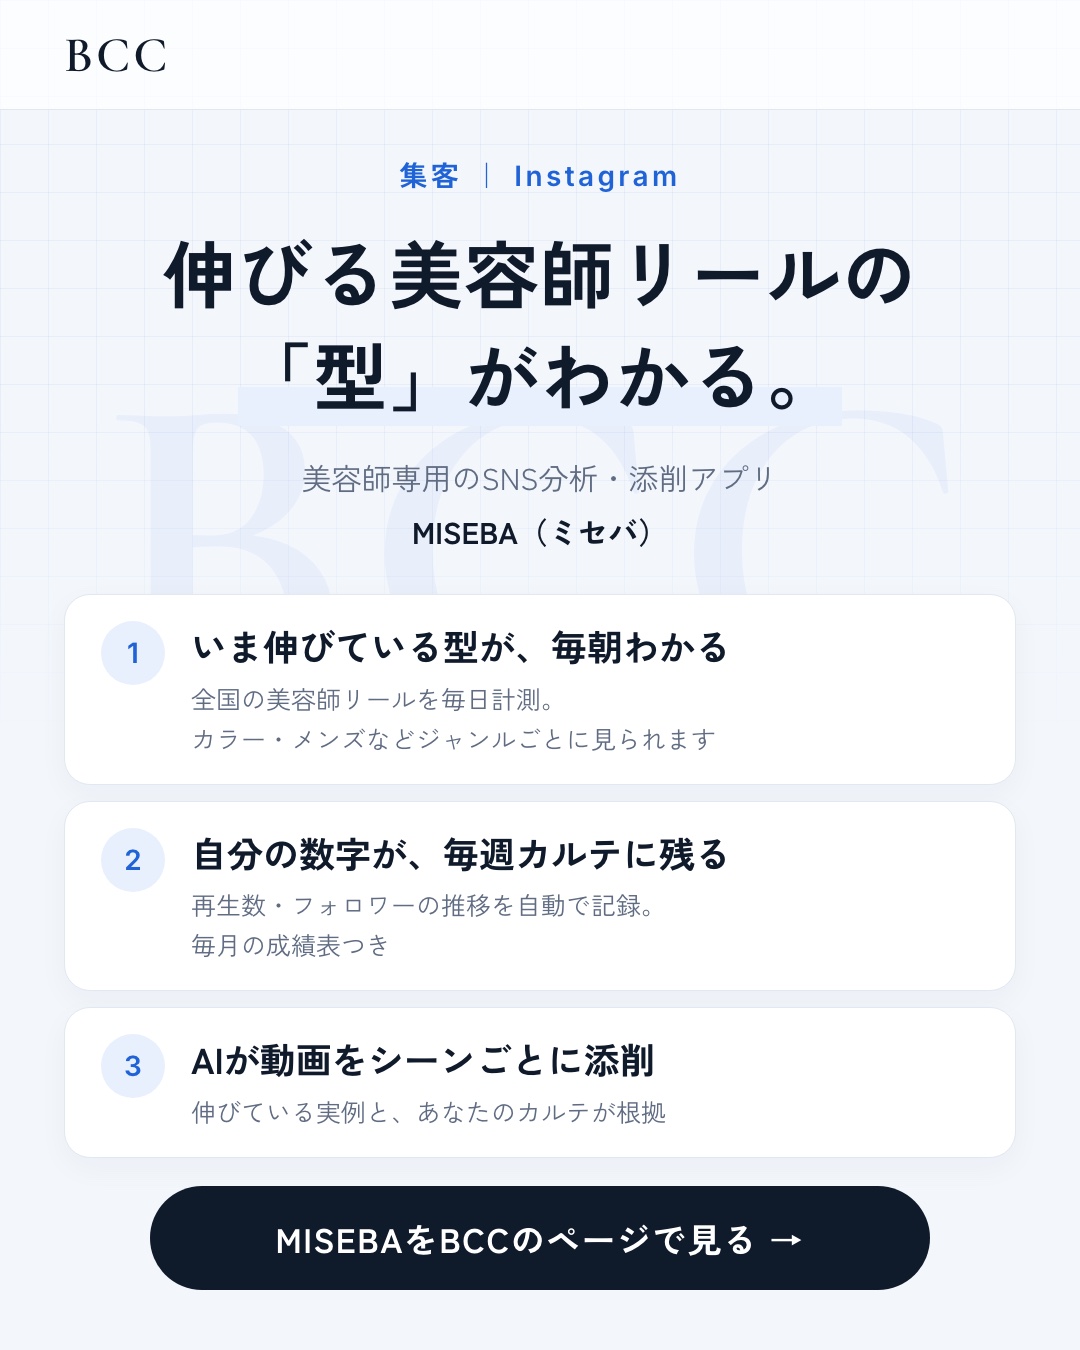 BCC
集客 | Instagram
伸びる美容師リールの
「型」がわかる。
BCC
美容師専用のSNS分析・添削アプリ
MISEBA（ミセバ）
1
いま伸びている型が、毎朝わかる
全国の美容師リールを毎日計測。
カラー・メンズなどジャンルごとに見られます
2
自分の数字が、毎週カルテに残る
再生数・フォロワーの推移を自動で記録。
毎月の成績表つき
3
AIが動画をシーンごとに添削
伸びている実例と、あなたのカルテが根拠
MISEBAをBCCのページで見る →